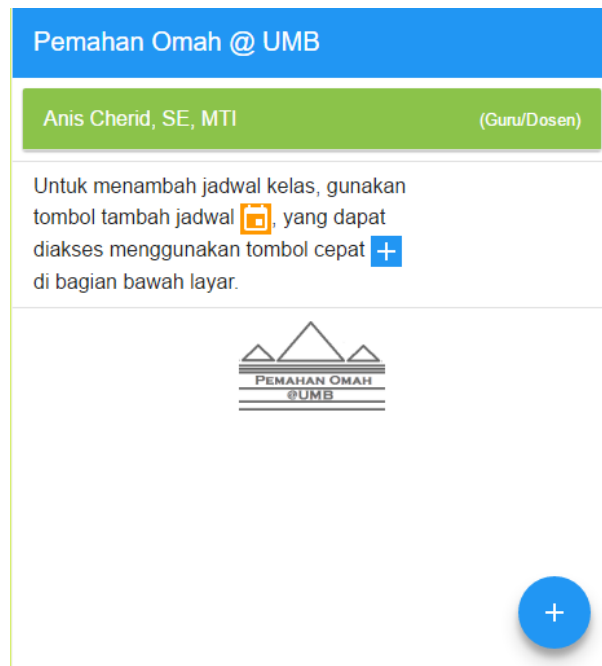 Pemahan Omah @ UMB
Anis Cherid, SE, MTI (Guru/Dosen)
Untuk menambah jadwal kelas, gunakan
tombol tambah jadwal , yang dapat
diakses menggunakan tombol cepat +
di bagian bawah layar.
PEMAHAN OMAH
@UMB
+